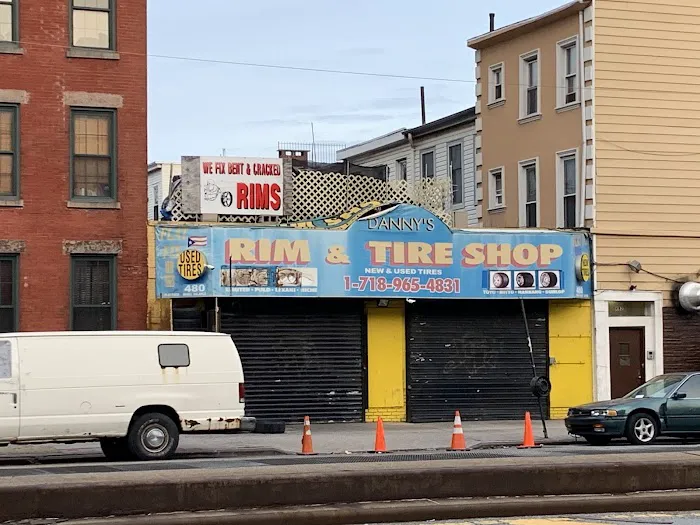 WE FIX BENT & CRACKED
RIMS
DANNY'S
RIM & TIRE SHOP
USED
TIRES
NEW & USED TIRES
1-718-965-4831
480